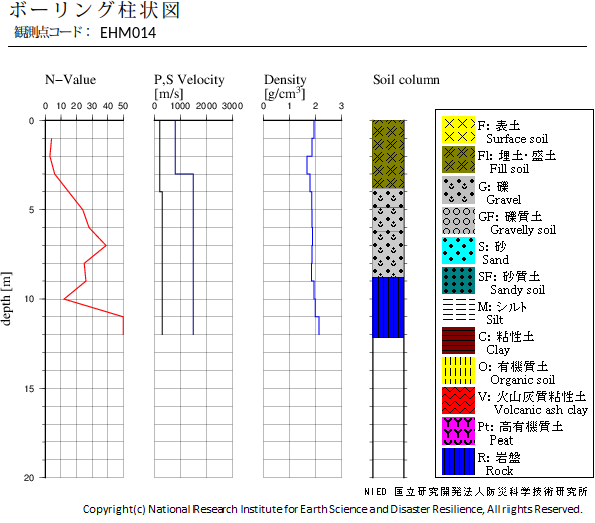 ボーリング柱状図
観測点コード： EHM014
N-Value
P,S Velocity
[m/s]
Density
[g/cm³]
Soil column
0 10 20 30 40 50
0 1000 2000 3000
0 1 2 3
0
5
10
15
20
depth [m]
F: 表土
Surface soil
Fl: 埋土・盛土
Fill soil
G: 礫
Gravel
GF: 礫質土
Gravelly soil
S: 砂
Sand
SF: 砂質土
Sandy soil
M: シルト
Silt
C: 粘性土
Clay
O: 有機質土
Organic soil
V: 火山灰質粘性土
Volcanic ash clay
Pt: 高有機質土
Peat
R: 岩盤
Rock
NIED 国立研究開発法人防災科学技術研究所
Copyright(c) National Research Institute for Earth Science and Disaster Resilience, All rights Reserved.